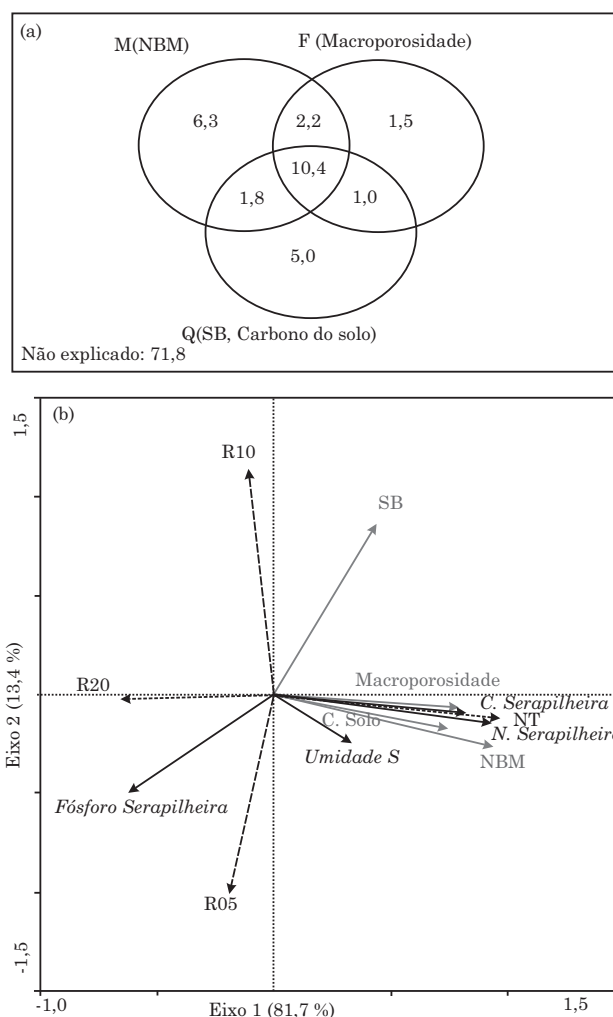 (a)
M(NBM)
F (Macroporosidade)
6,3
2,2
1,5
10,4
1,8
1,0
5,0
Q(SB, Carbono do solo)
Não explicado: 71,8
(b)
1,5
R10
SB
Macroporosidade
R20
C. Serapilheira
C. Solo
NT
N. Serapilheira
Umidade S
NBM
Fósforo Serapilheira
R05
Eixo 2 (13,4 %)
-1,5
-1,0
Eixo 1 (81,7 %)
1,5